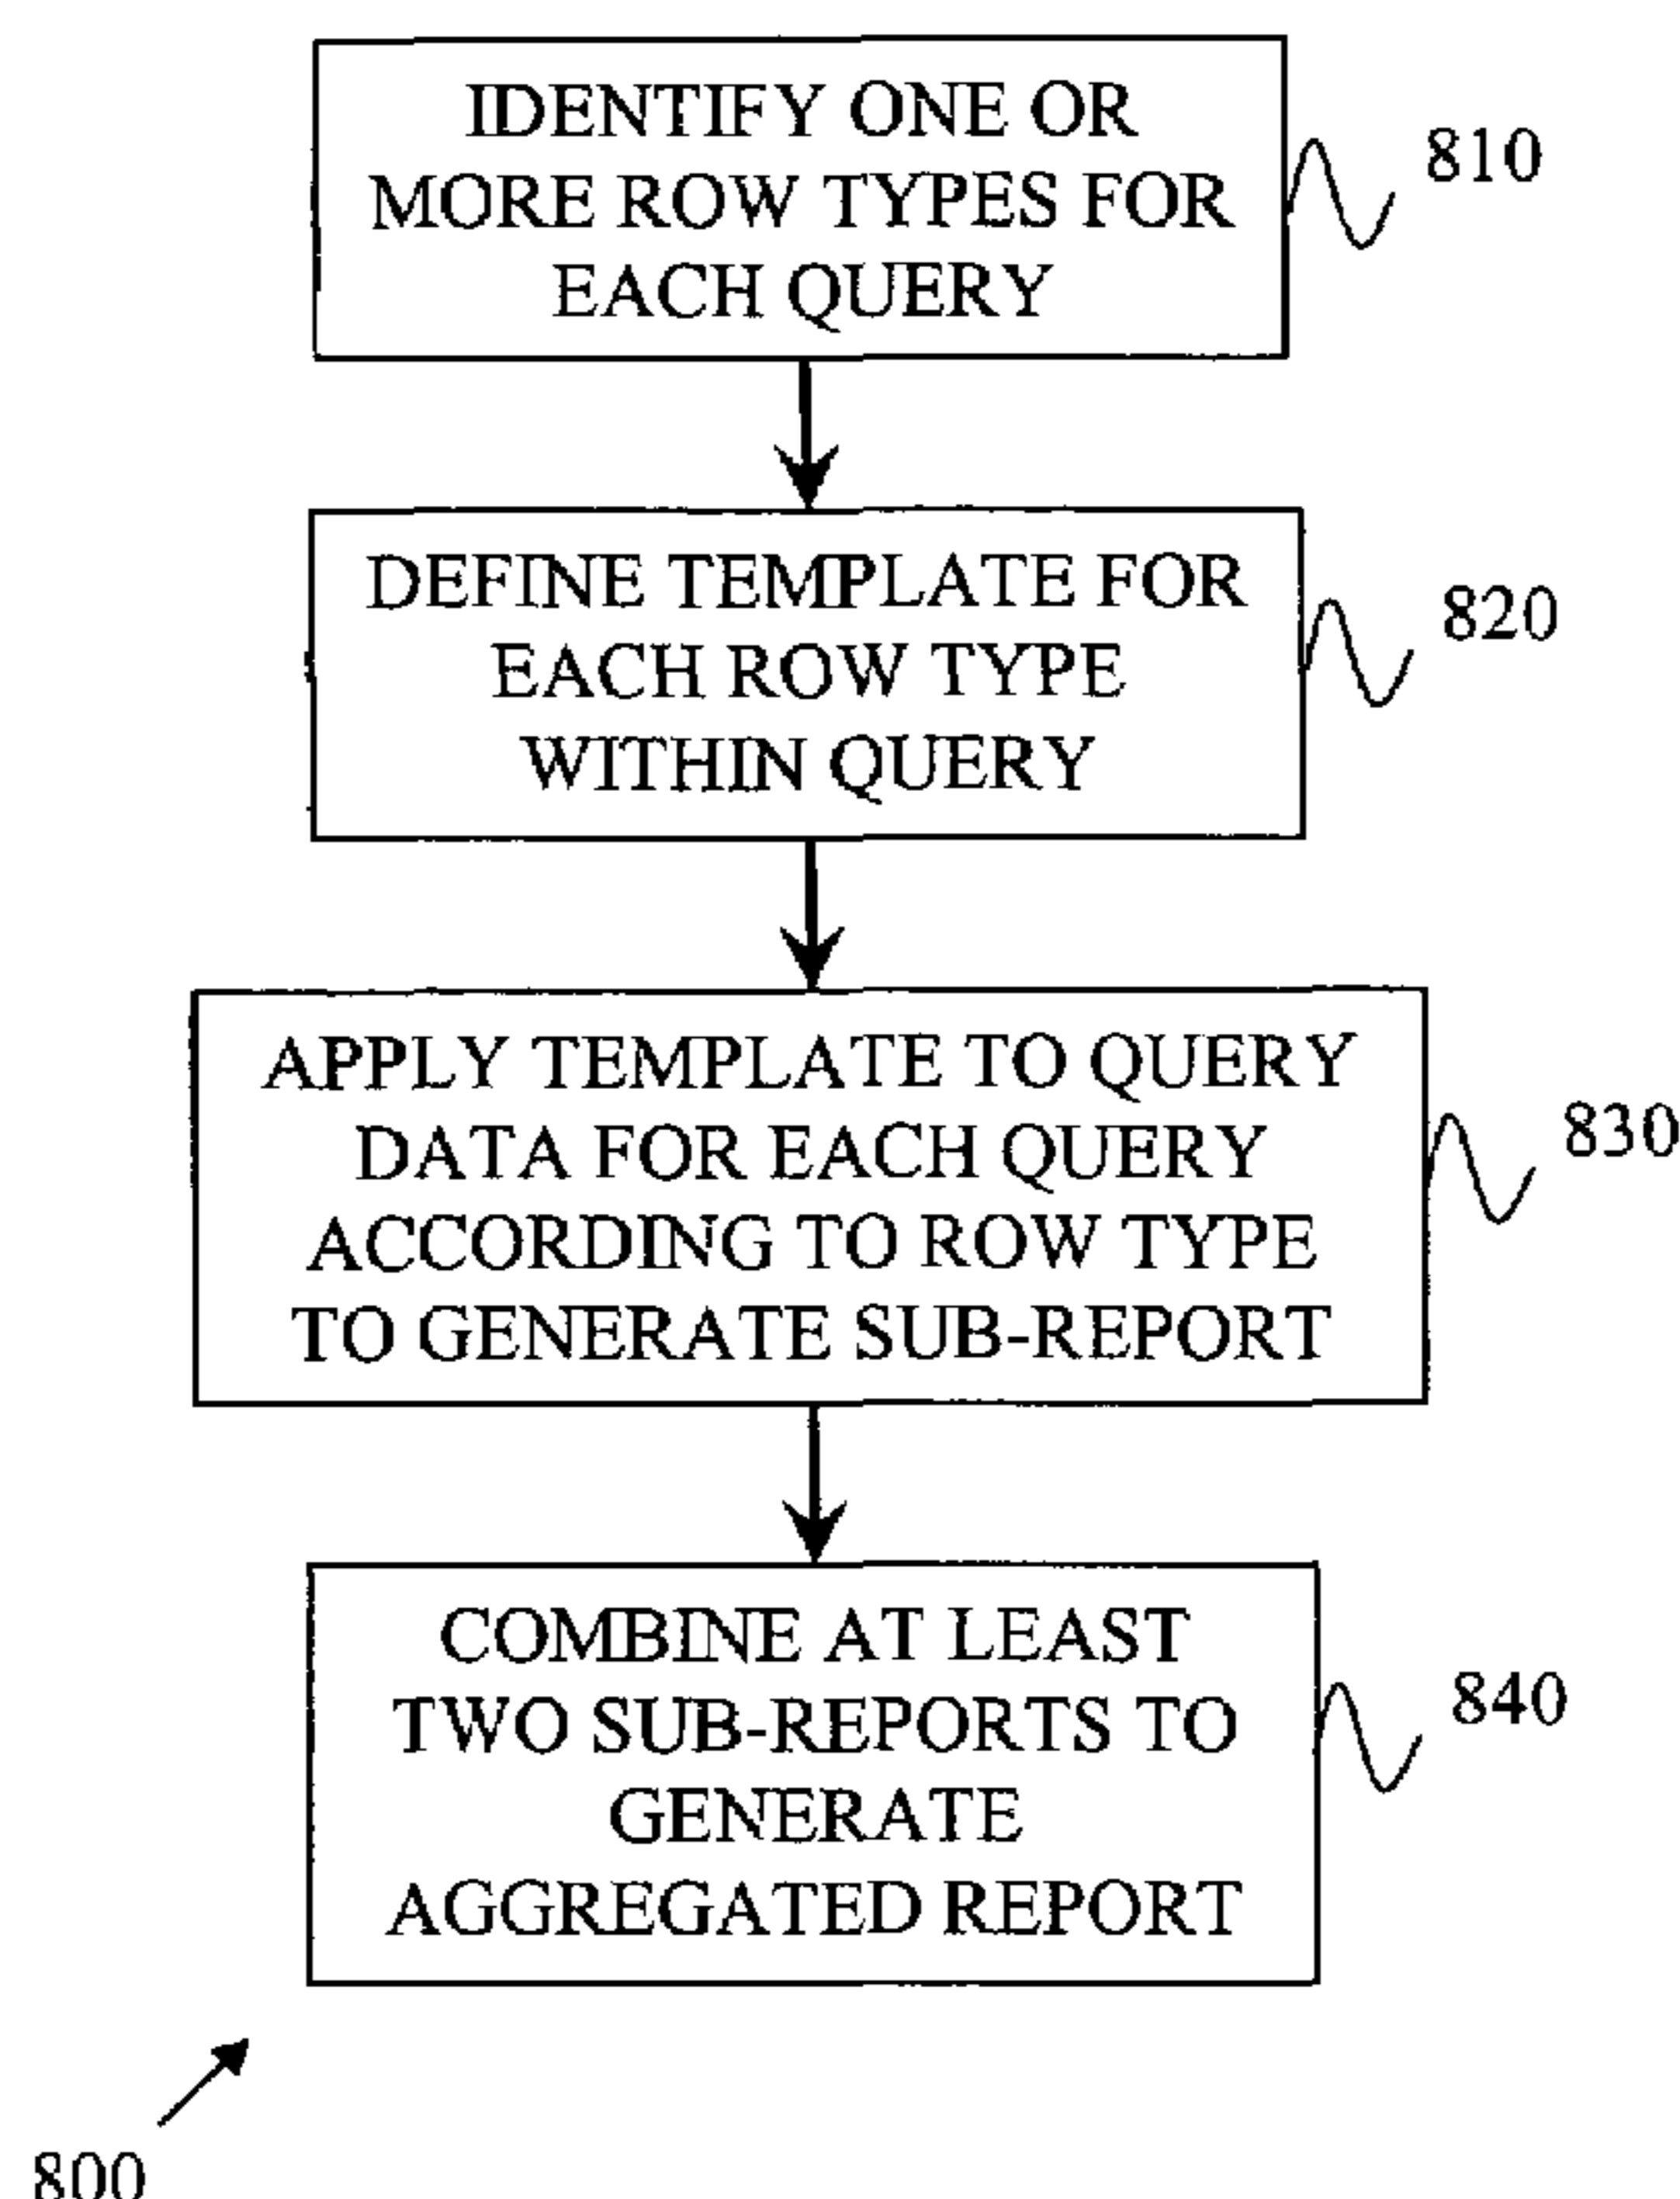 IDENTIFY ONE OR
MORE ROW TYPES FOR
EACH QUERY
810
DEFINE TEMPLATE FOR
EACH ROW TYPE
WITHIN QUERY
820
APPLY TEMPLATE TO QUERY
DATA FOR EACH QUERY
ACCORDING TO ROW TYPE
TO GENERATE SUB-REPORT
830
COMBINE AT LEAST
TWO SUB-REPORTS TO
GENERATE
AGGREGATED REPORT
840
800